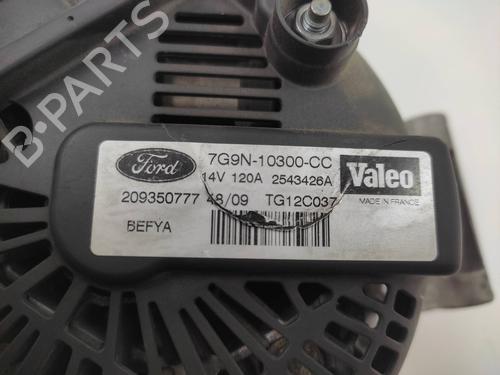 B-PARTS
Ford
7G9N-10300-CC
14V 120A 2543426A
Valeo
209350777 48/09 TG12C037
MADE IN FRANCE
BEFYA